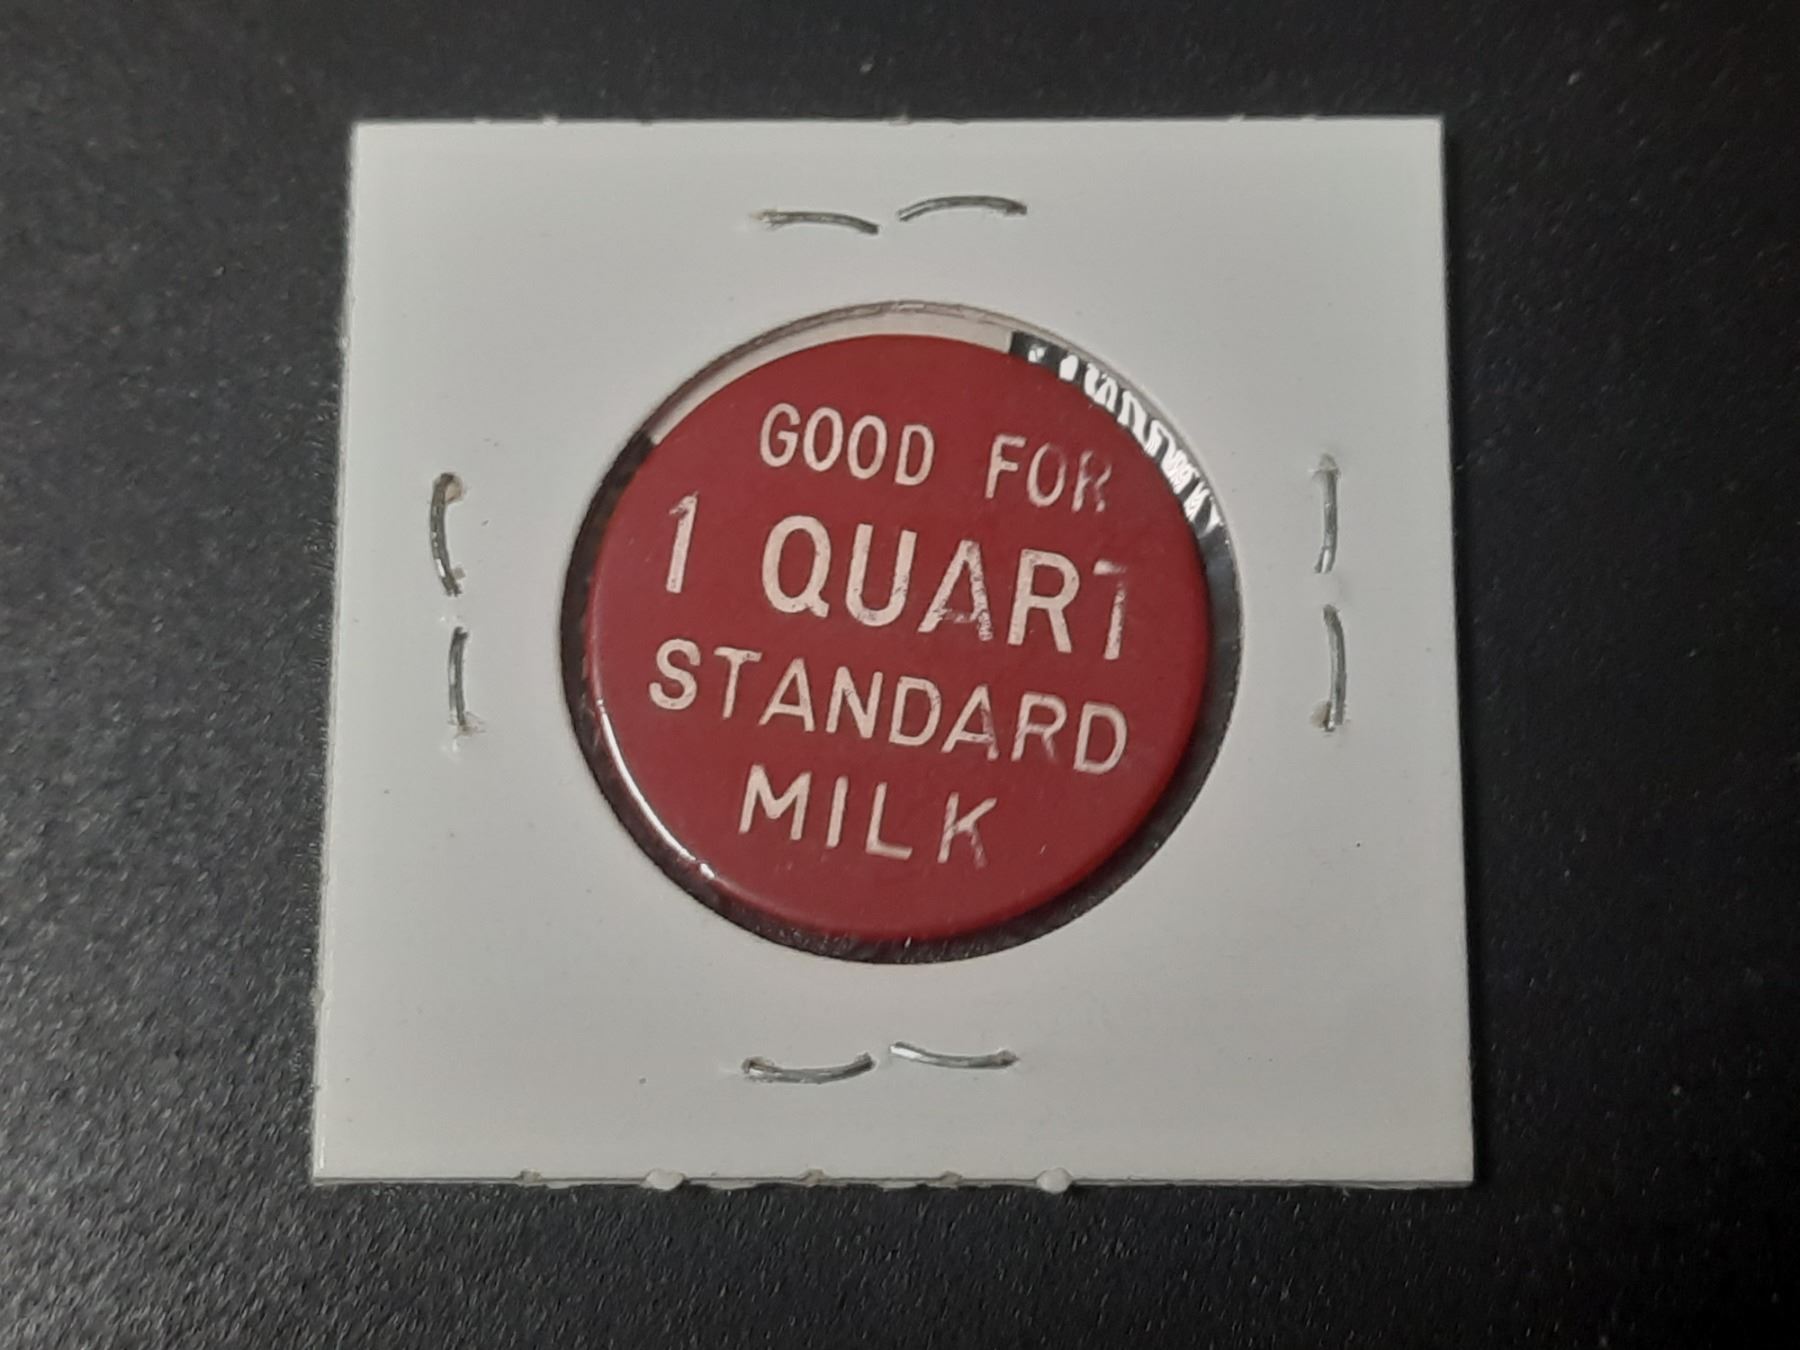 GOOD FOR
1 QUART
STANDARD
MILK